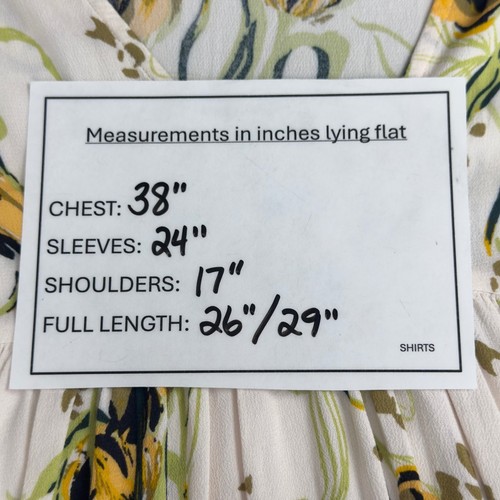 Measurements in inches lying flat
CHEST: 38"
SLEEVES: 24"
SHOULDERS: 17"
FULL LENGTH: 26"/29"
SHIRTS